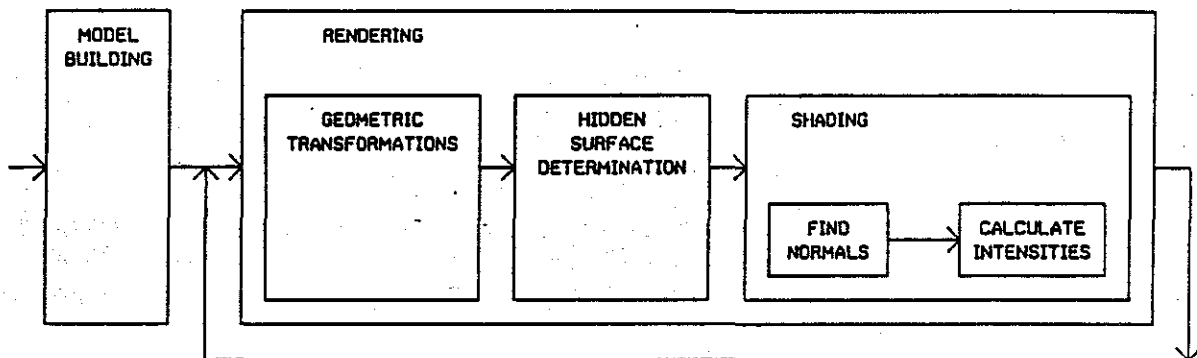 MODEL
BUILDING
RENDERING
GEOMETRIC
TRANSFORMATIONS
HIDDEN
SURFACE
DETERMINATION
SHADING
FIND
NORMALS
CALCULATE
INTENSITIES